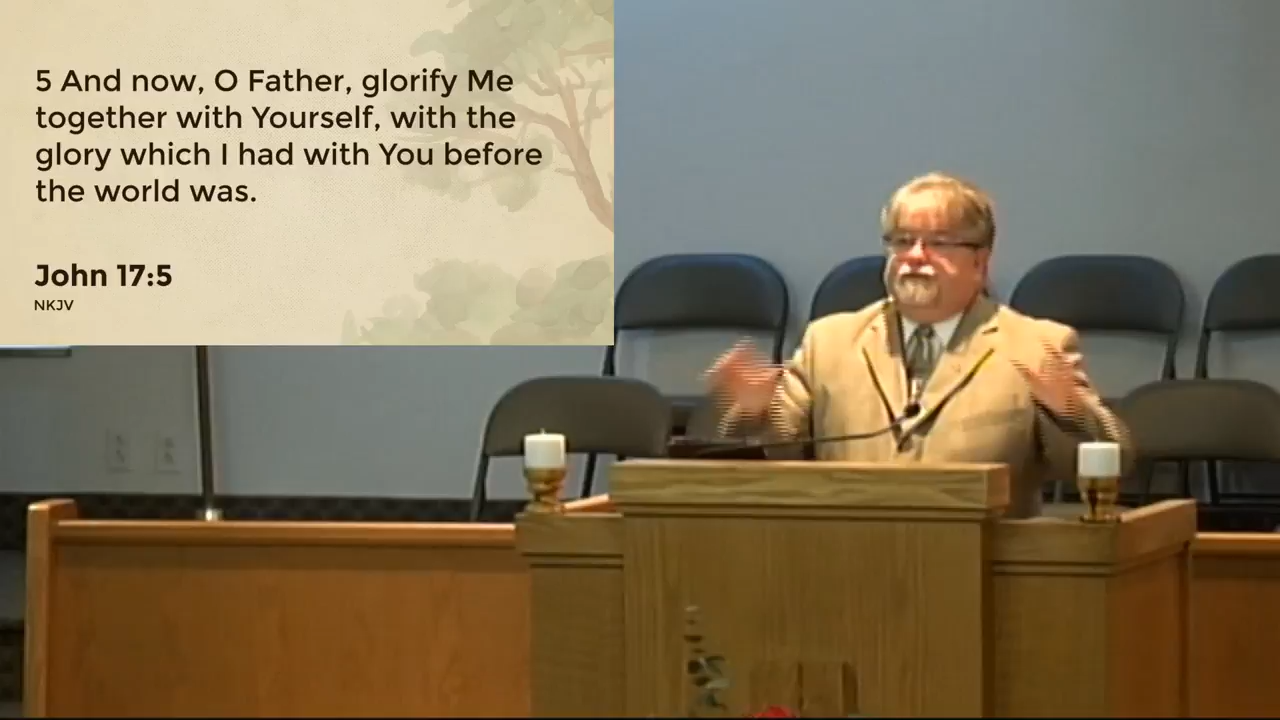 5 And now, O Father, glorify Me
together with Yourself, with the
glory which I had with You before
the world was.
John 17:5
NKJV